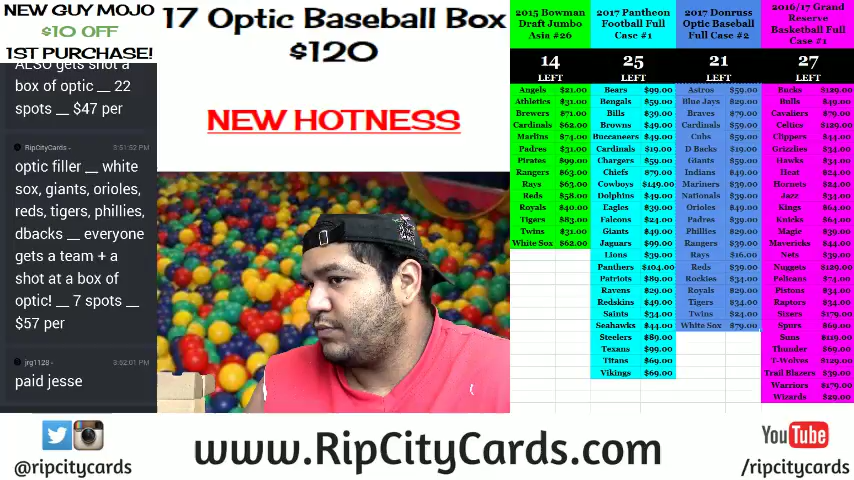 NEW GUY MOJO
$10 OFF
1ST PURCHASE!
ALSO gets shot a
box of optic __ 22
spots __ $47 per
RipCityCards - 3:51:52 PM
optic filler __ white
sox, giants, orioles,
reds, tigers, phillies,
dbacks __ everyone
gets a team + a
shot at a box of
optic! __ 7 spots __
$57 per
jrg1128 - 3:52:01 PM
paid jesse
17 Optic Baseball Box
$120
NEW HOTNESS
2015 Bowman
Draft Jumbo
Asia #26
14
LEFT
Angels $21.00
Athletics $31.00
Brewers $71.00
Cardinals $62.00
Marlins $74.00
Padres $31.00
Pirates $99.00
Rangers $63.00
Rays $63.00
Reds $58.00
Royals $40.00
Tigers $83.00
Twins $31.00
White Sox $62.00
2017 Pantheon
Football Full
Case #1
25
LEFT
Bears $99.00
Bengals $59.00
Bills $39.00
Browns $49.00
Buccaneers $49.00
Cardinals $19.00
Chargers $59.00
Chiefs $79.00
Cowboys $149.00
Dolphins $49.00
Eagles $39.00
Falcons $24.00
Giants $49.00
Jaguars $99.00
Lions $39.00
Panthers $104.00
Patriots $89.00
Ravens $29.00
Redskins $49.00
Saints $34.00
Seahawks $44.00
Steelers $89.00
Texans $99.00
Titans $69.00
Vikings $69.00
2017 Donruss
Optic Baseball
Full Case #2
21
LEFT
Astros $59.00
Blue Jays $29.00
Braves $79.00
Cardinals $59.00
Cubs $59.00
D Backs $19.00
Giants $59.00
Indians $49.00
Mariners $39.00
Nationals $39.00
Orioles $49.00
Padres $39.00
Phillies $29.00
Rangers $39.00
Rays $16.00
Reds $39.00
Rockies $34.00
Royals $29.00
Tigers $34.00
Twins $24.00
White Sox $79.00
2016/17 Grand
Reserve
Basketball Full
Case #1
27
LEFT
Bucks $129.00
Bulls $49.00
Cavaliers $79.00
Celtics $129.00
Clippers $44.00
Grizzlies $34.00
Hawks $34.00
Heat $24.00
Hornets $24.00
Jazz $34.00
Kings $64.00
Knicks $64.00
Magic $39.00
Mavericks $44.00
Nets $39.00
Nuggets $129.00
Pelicans $74.00
Pistons $34.00
Raptors $34.00
Sixers $179.00
Spurs $69.00
Suns $119.00
Thunder $69.00
T-Wolves $129.00
Trail Blazers $39.00
Warriors $179.00
Wizards $29.00
@ripcitycards
www.RipCityCards.com
YouTube
/ripcitycards